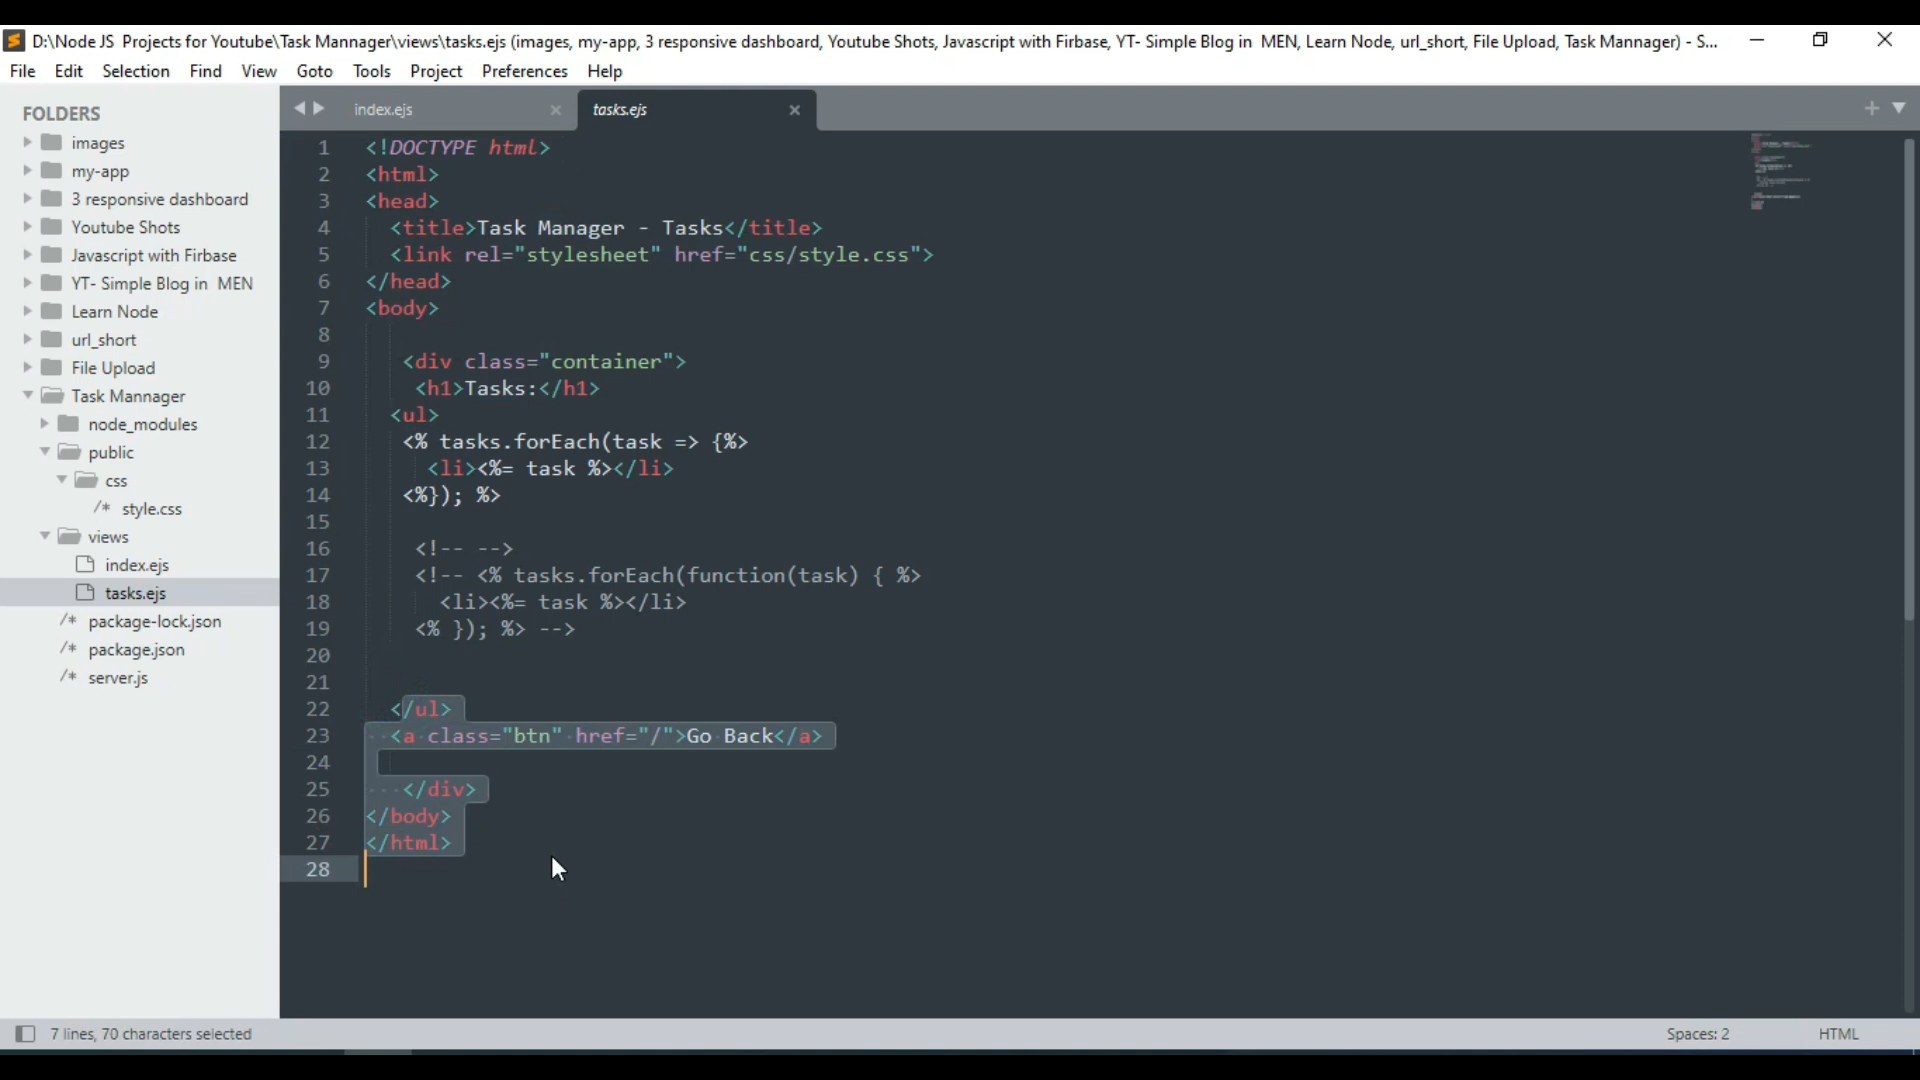 D:\Node JS  Projects for Youtube\Task Mannager\views\tasks.ejs (images, my-app, 3 responsive dashboard, Youtube Shots, Javascript with Firbase, YT- Simple Blog in  MEN, Learn Node, url_short, File Upload, Task Mannager) - S...
File Edit Selection Find View Goto Tools Project Preferences Help
FOLDERS
images
my-app
3 responsive dashboard
Youtube Shots
Javascript with Firbase
YT- Simple Blog in  MEN
Learn Node
url_short
File Upload
Task Mannager
node_modules
public
css
/* style.css
views
index.ejs
tasks.ejs
/* package-lock.json
/* package.json
/* server.js
index.ejs × tasks.ejs ×
1 <!DOCTYPE html>
2 <html>
3 <head>
4   <title>Task Manager - Tasks</title>
5   <link rel="stylesheet" href="css/style.css">
6 </head>
7 <body>
8
9    <div class="container">
10     <h1>Tasks:</h1>
11   <ul>
12    <% tasks.forEach(task => {%>
13      <li><%= task %></li>
14    <%}); %>
15
16     <!-- -->
17     <!-- <% tasks.forEach(function(task) { %>
18       <li><%= task %></li>
19     <% }); %> -->
20
21
22   </ul>
23   <a class="btn" href="/">Go Back</a>
24
25    </div>
26 </body>
27 </html>
28
7 lines, 70 characters selected
Spaces: 2 HTML